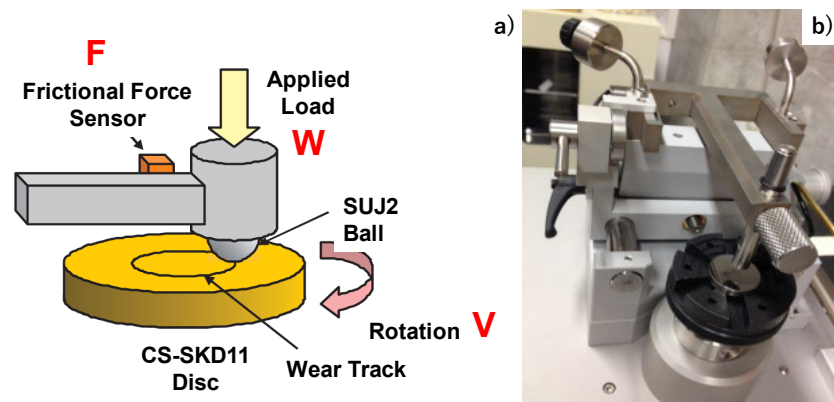 a)
b)
F
Frictional Force
Sensor
Applied
Load
W
SUJ2
Ball
Rotation V
CS-SKD11
Disc
Wear Track